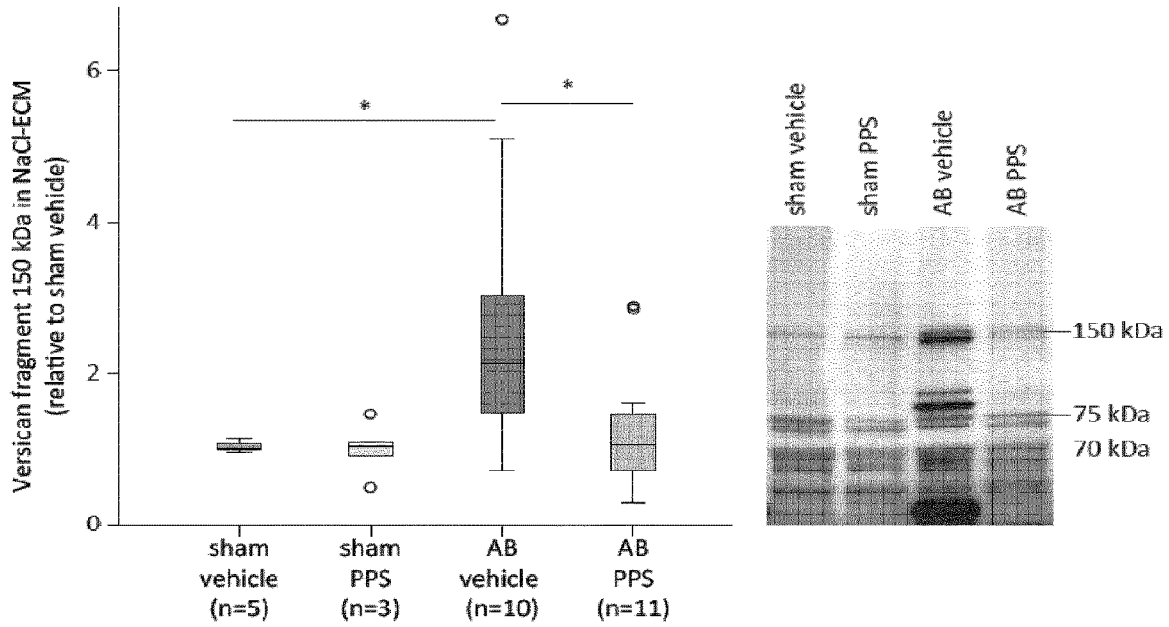 Versican fragment 150 kDa in NaCl-ECM
(relative to sham vehicle)
6
4
2
0
*
*
sham
vehicle
(n=5)
sham
PPS
(n=3)
AB
vehicle
(n=10)
AB
PPS
(n=11)
sham vehicle
sham PPS
AB vehicle
AB PPS
150 kDa
75 kDa
70 kDa